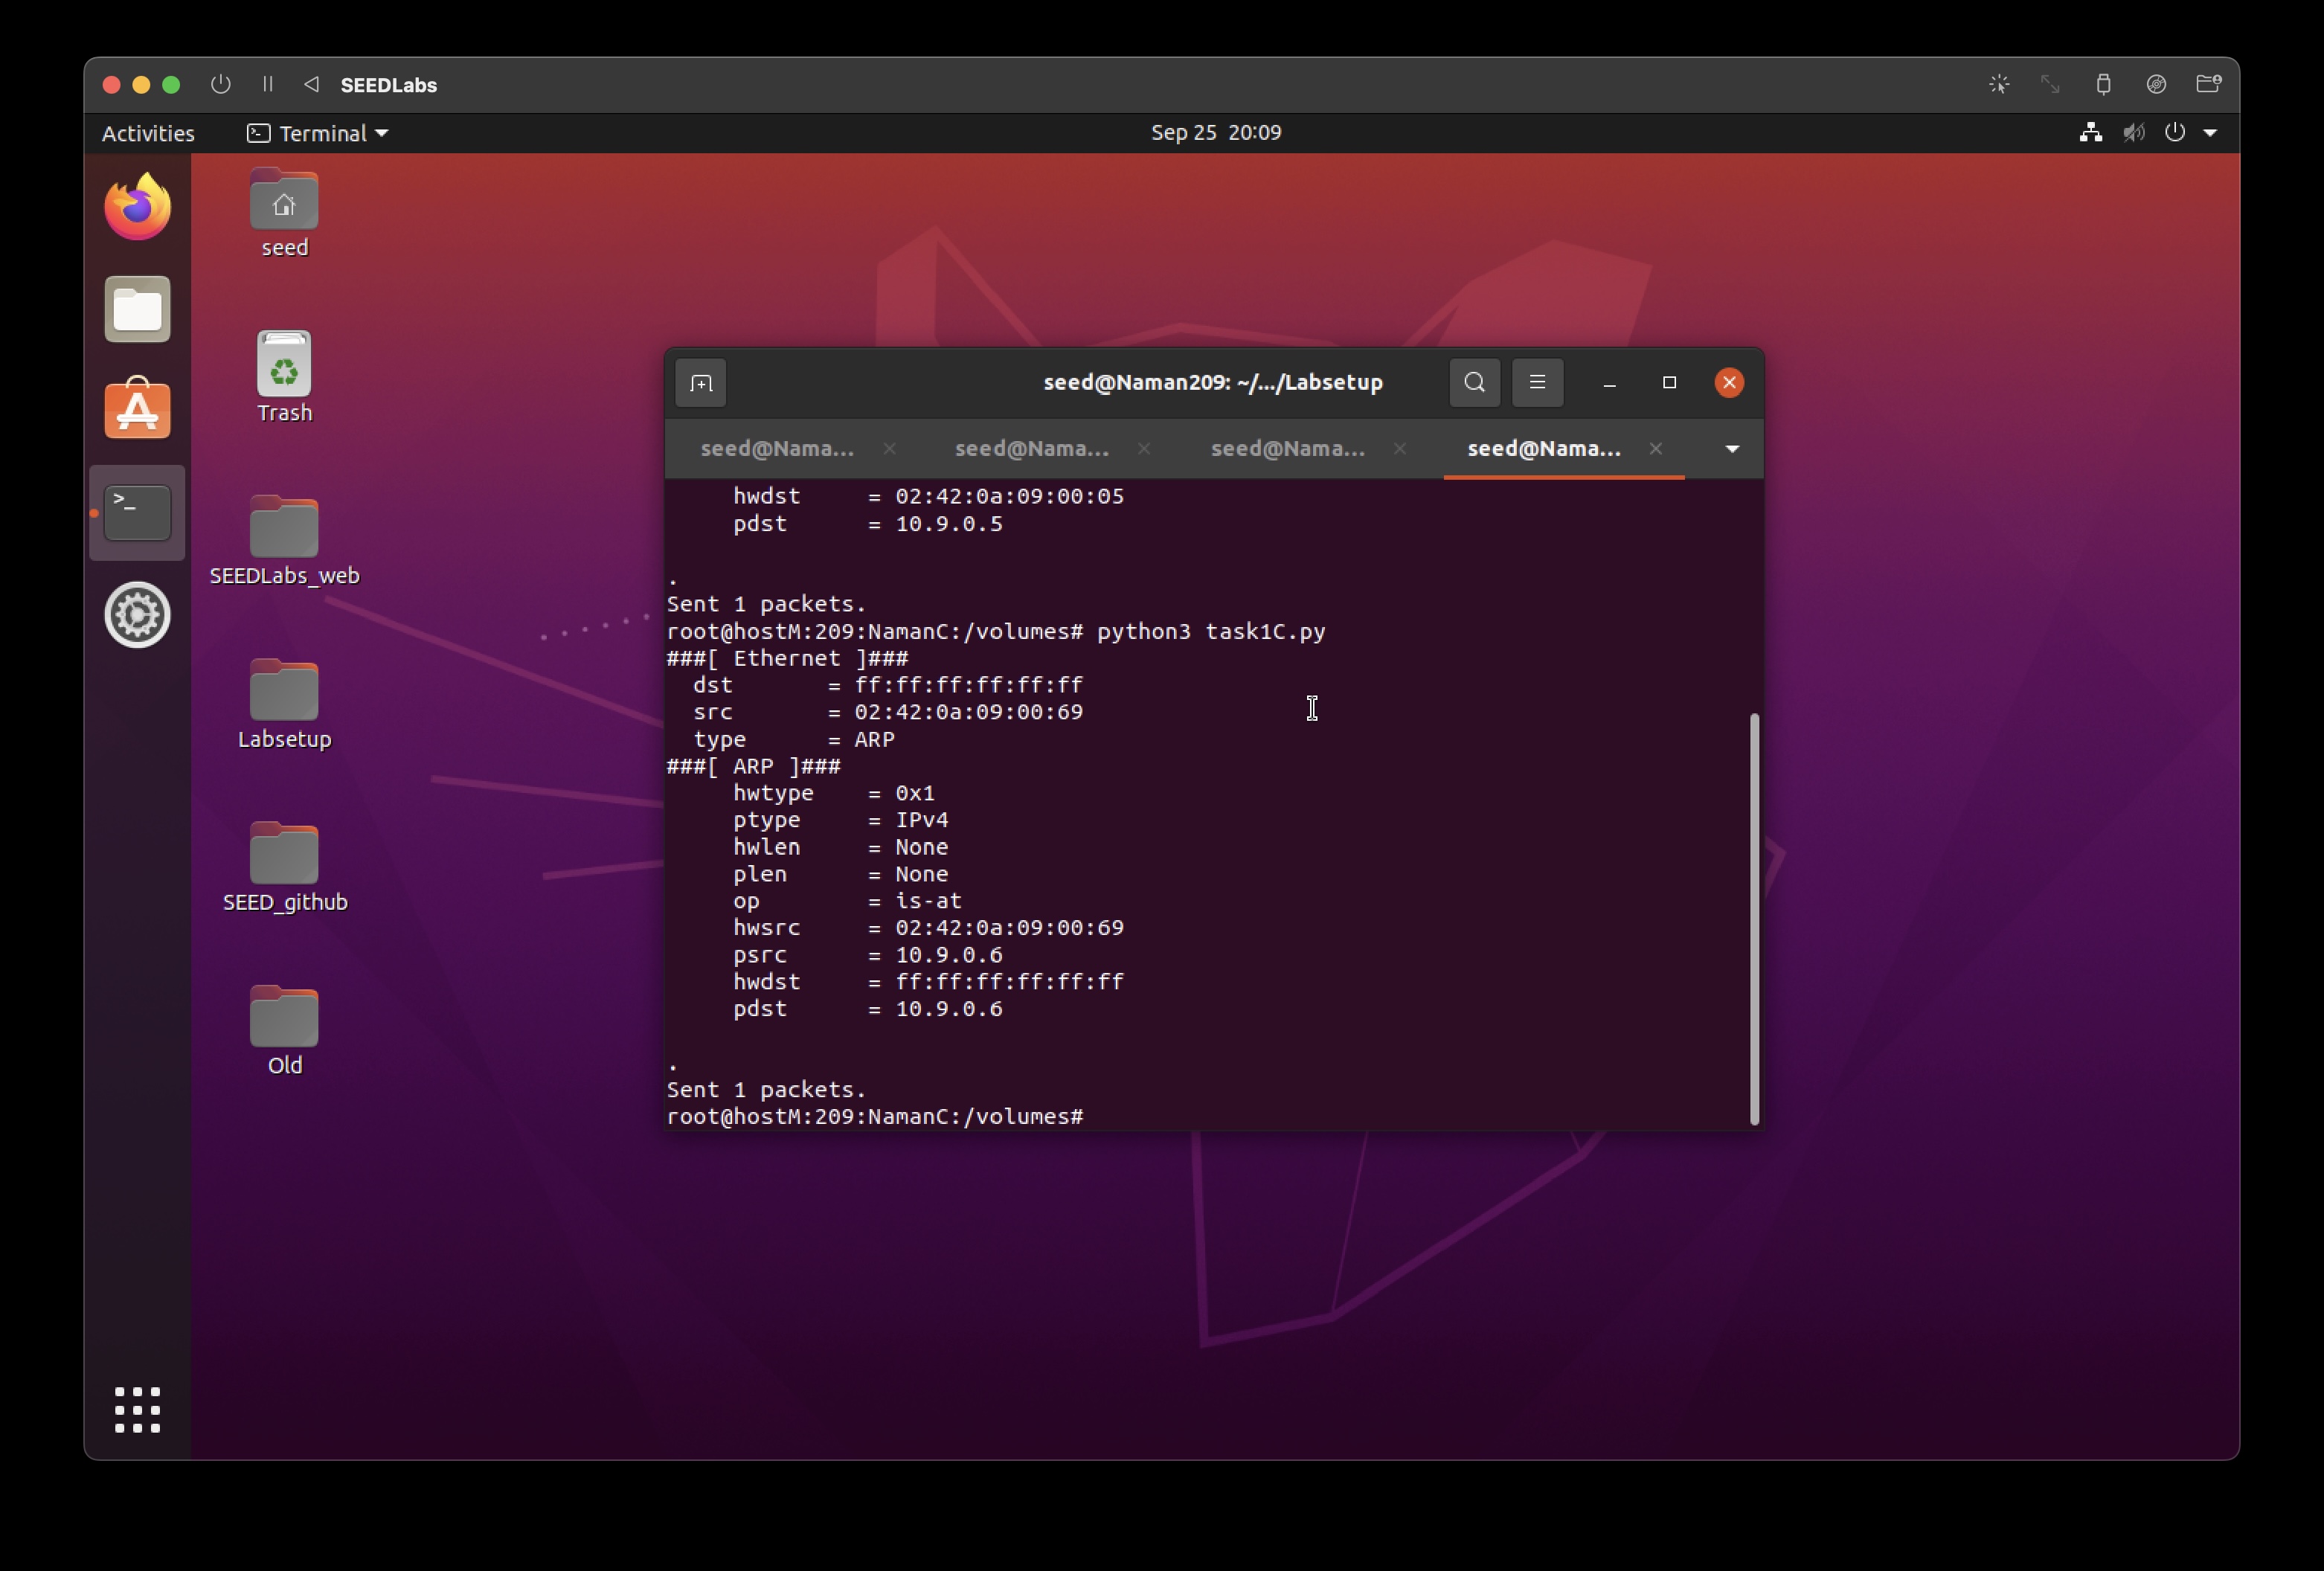 SEEDLabs
Activities
Terminal
Sep 25 20:09
seed
Trash
SEEDLabs_web
Labsetup
SEED_github
Old
seed@Naman209: ~/.../Labsetup
seed@Nama... seed@Nama... seed@Nama... seed@Nama...
hwdst = 02:42:0a:09:00:05
pdst = 10.9.0.5
.
Sent 1 packets.
root@hostM:209:NamanC:/volumes# python3 task1C.py
###[ Ethernet ]###
dst = ff:ff:ff:ff:ff:ff
src = 02:42:0a:09:00:69
type = ARP
###[ ARP ]###
hwtype = 0x1
ptype = IPv4
hwlen = None
plen = None
op = is-at
hwsrc = 02:42:0a:09:00:69
psrc = 10.9.0.6
hwdst = ff:ff:ff:ff:ff:ff
pdst = 10.9.0.6
.
Sent 1 packets.
root@hostM:209:NamanC:/volumes#